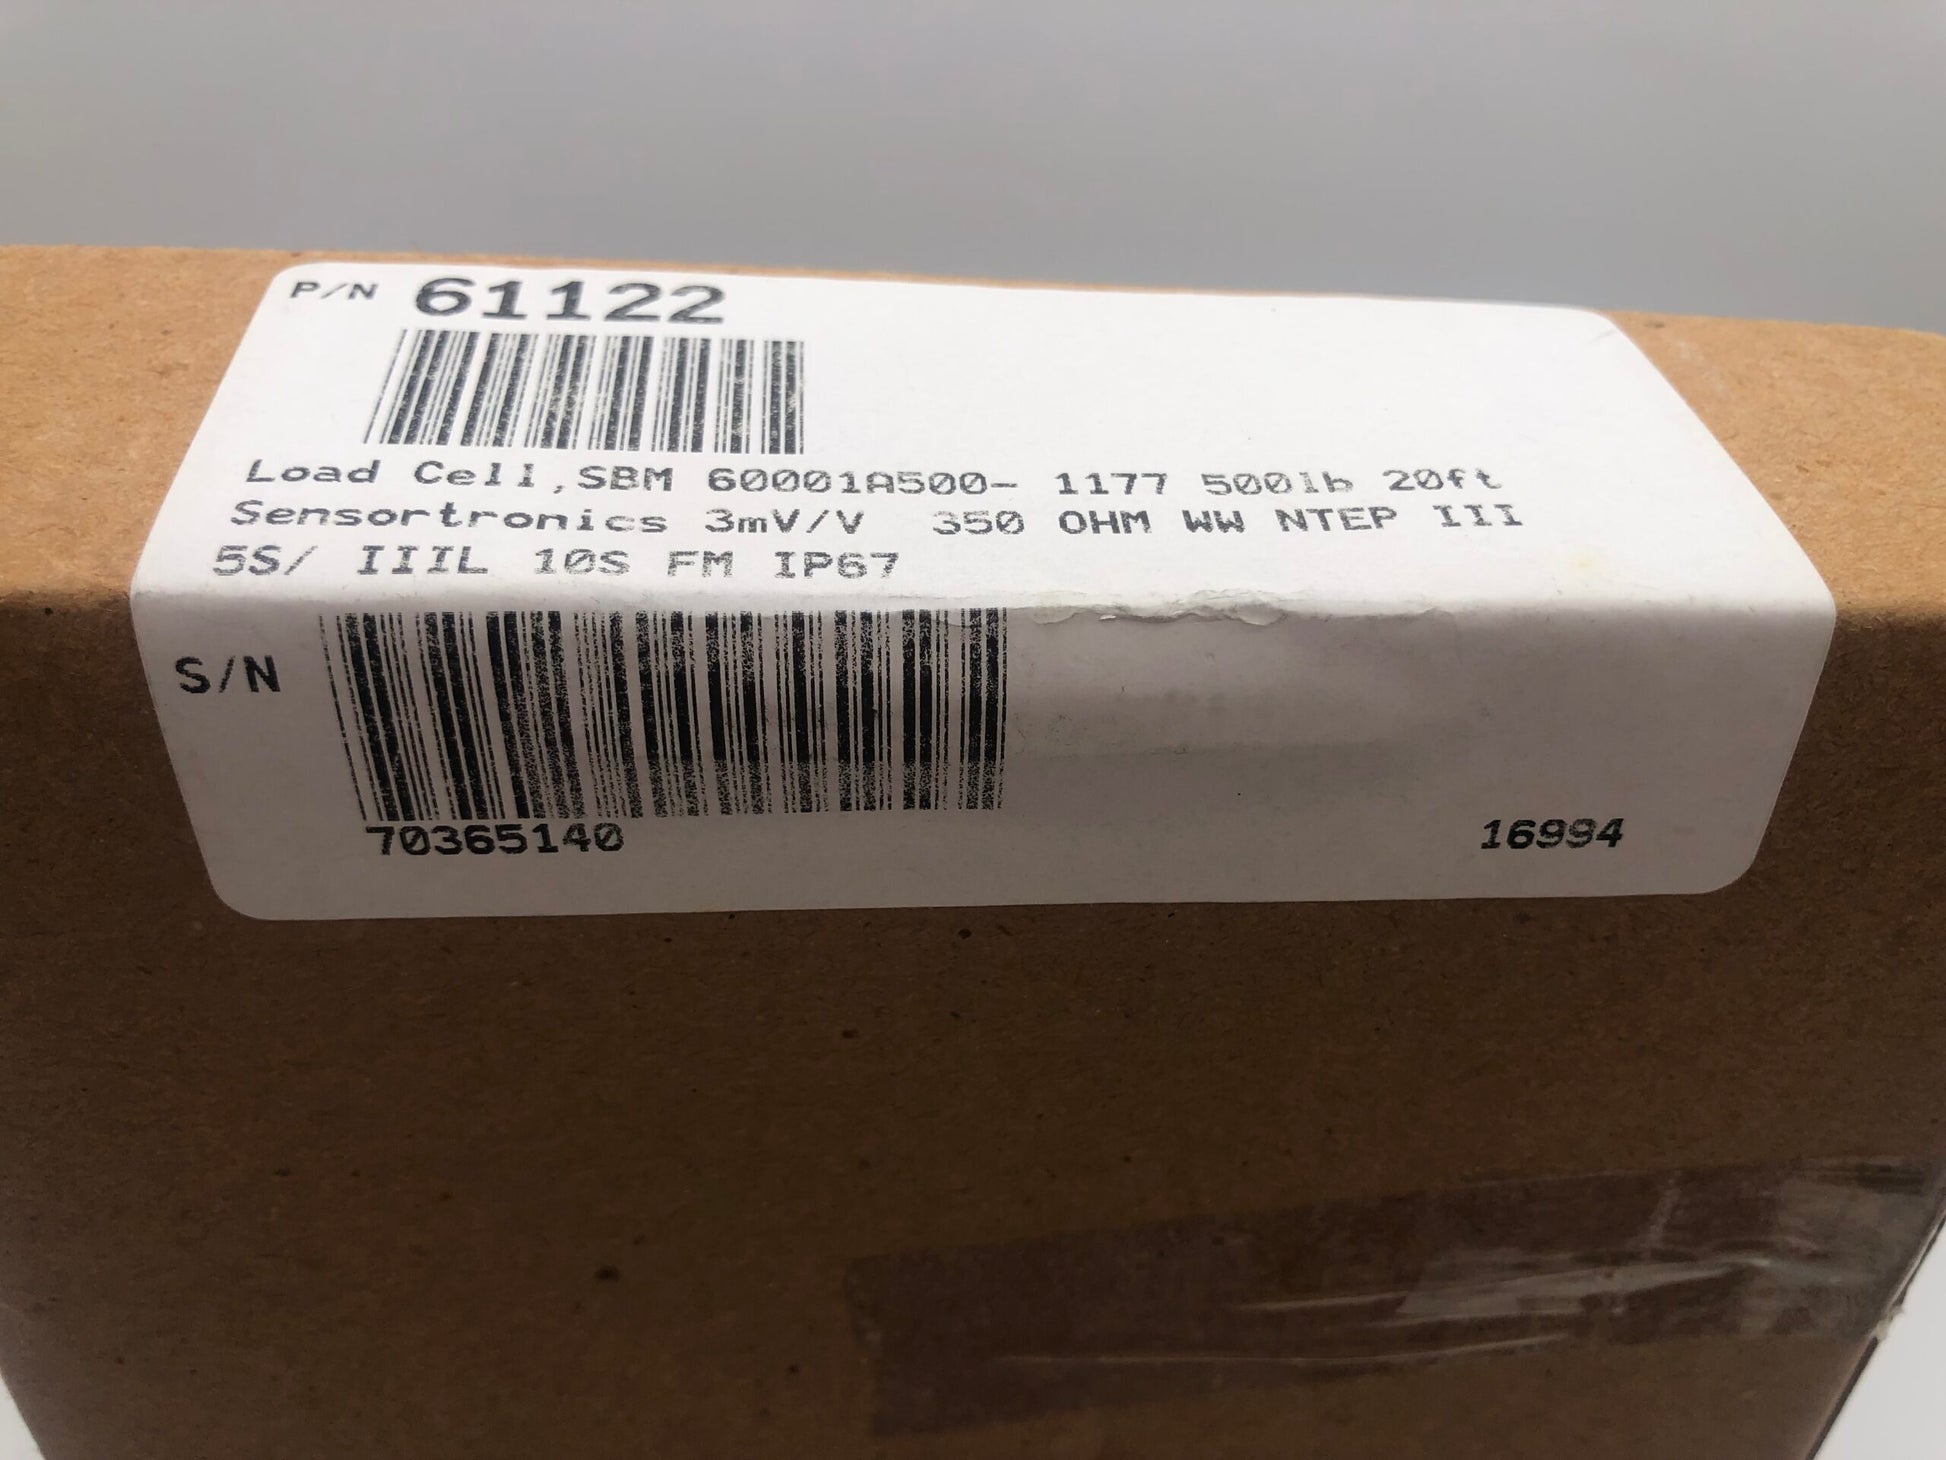 P/N 61122
Load Cell,SBM 60001A500- 1177 500lb 20ft
Sensortronics 3mV/V 350 OHM WW NTEP III
5S/ IIIL 10S FM IP67
S/N
70365140
16994